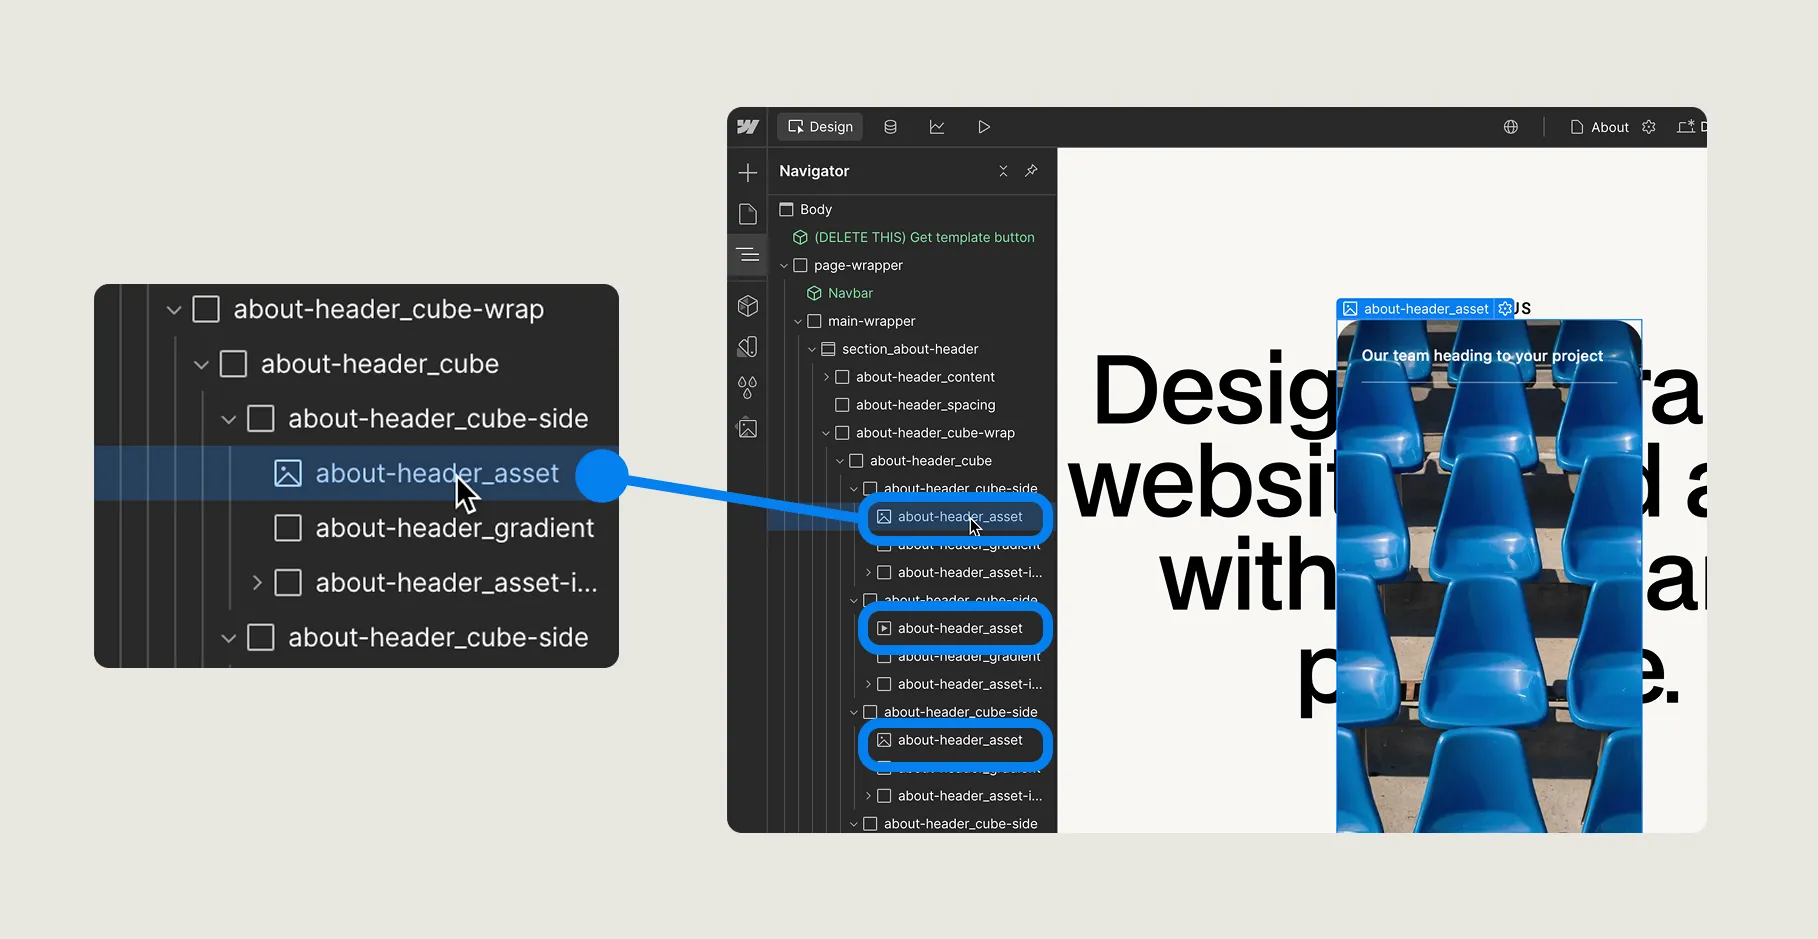 about-header_cube-wrap
about-header_cube
about-header_cube-side
about-header_asset
about-header_gradient
about-header_asset-i...
about-header_cube-side
Design
About
Navigator
Body
(DELETE THIS) Get template button
page-wrapper
Navbar
main-wrapper
section_about-header
about-header_content
about-header_spacing
about-header_cube-wrap
about-header_cube
about-header_cube-side
about-header_asset
about-header_gradient
about-header_asset-i...
about-header_cube-side
about-header_asset
about-header_gradient
about-header_asset-i...
about-header_cube-side
about-header_asset
about-header_gradient
about-header_asset-i...
about-header_cube-side
about-header_asset
US
Our team heading to your project
Desig
ra
websit
d a
with
p
e.